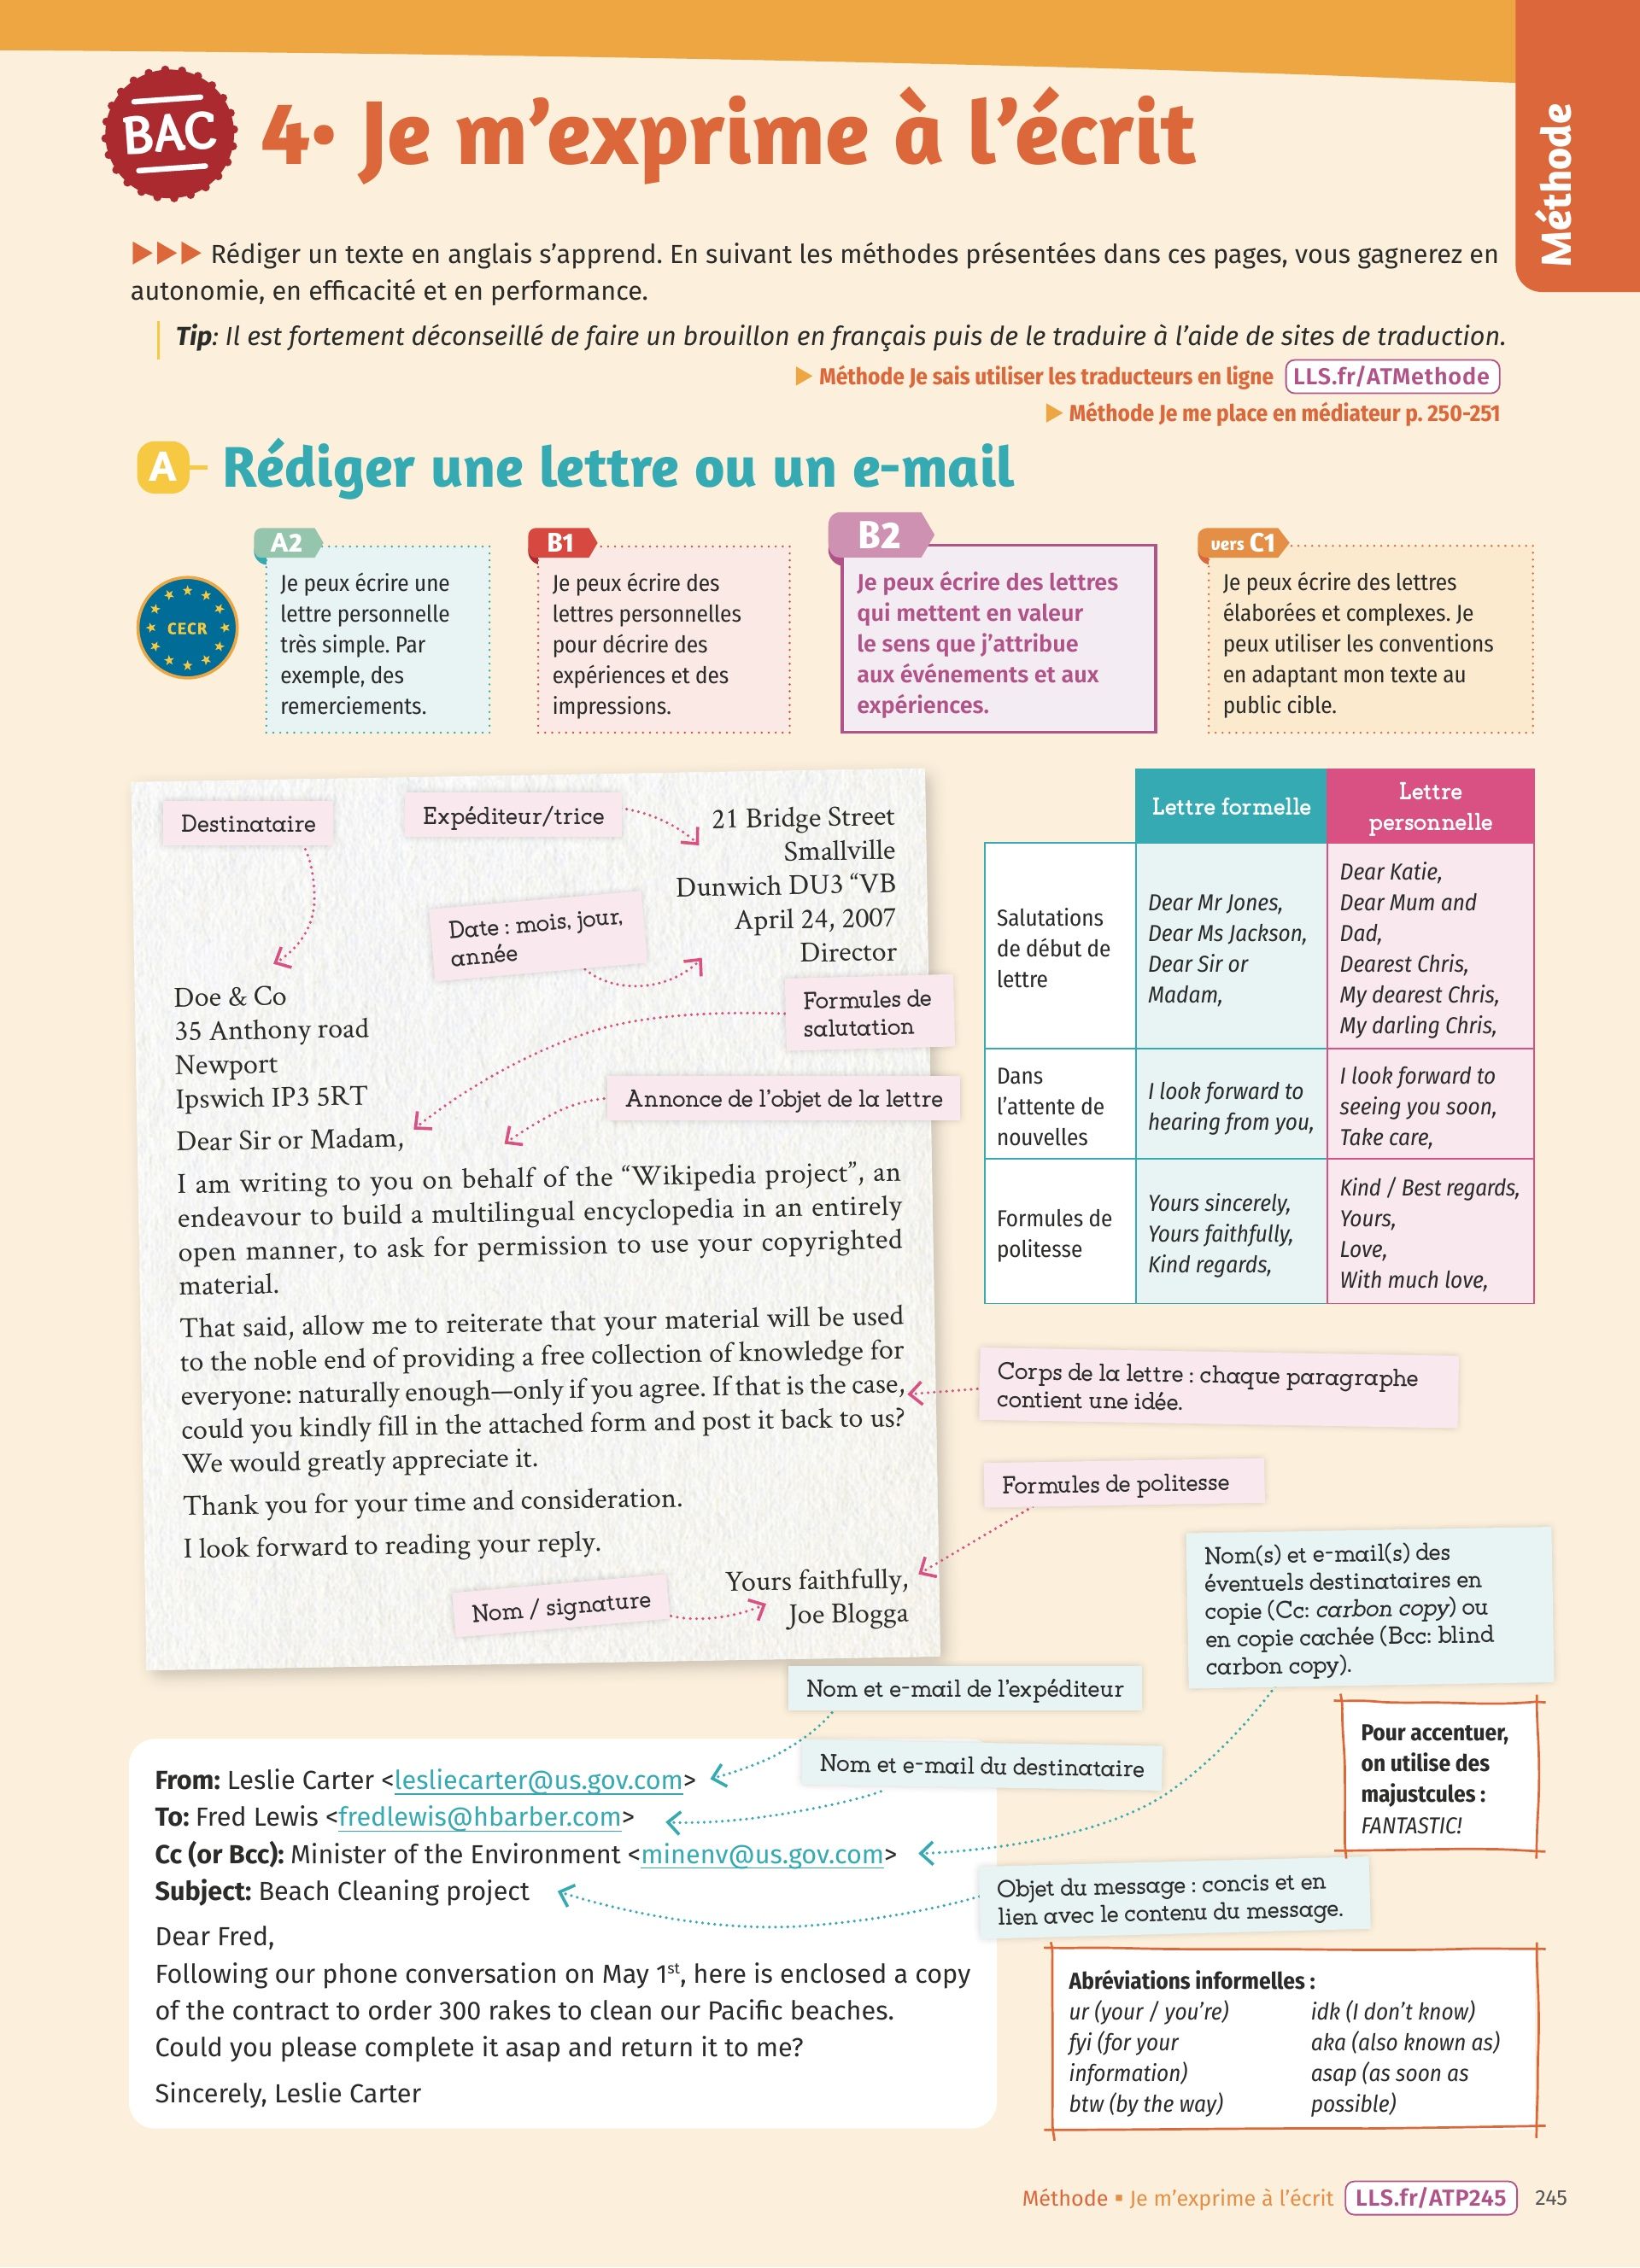 Méthode
BAC
4• Je m'exprime à l'écrit
▶▶▶ Rédiger un texte en anglais s'apprend. En suivant les méthodes présentées dans ces pages, vous gagnerez en
autonomie, en efficacité et en performance.
Tip: Il est fortement déconseillé de faire un brouillon en français puis de le traduire à l'aide de sites de traduction.
▶ Méthode Je sais utiliser les traducteurs en ligne LLS.fr/ATMethode
▶ Méthode Je me place en médiateur p. 250-251
A Rédiger une lettre ou un e-mail
CECR
A2
Je peux écrire une
lettre personnelle
très simple. Par
exemple, des
remerciements.
B1
Je peux écrire des
lettres personnelles
pour décrire des
expériences et des
impressions.
B2
Je peux écrire des lettres
qui mettent en valeur
le sens que j'attribue
aux événements et aux
expériences.
vers C1
Je peux écrire des lettres
élaborées et complexes. Je
peux utiliser les conventions
en adaptant mon texte au
public cible.
Destinataire
Expéditeur/trice
21 Bridge Street
Smallville
Dunwich DU3 “VB
April 24, 2007
Director
Date : mois, jour,
année
Doe & Co
35 Anthony road
Newport
Ipswich IP3 5RT
Formules de
salutation
Annonce de l'objet de la lettre
Dear Sir or Madam,
I am writing to you on behalf of the “Wikipedia project”, an
endeavour to build a multilingual encyclopedia in an entirely
open manner, to ask for permission to use your copyrighted
material.
That said, allow me to reiterate that your material will be used
to the noble end of providing a free collection of knowledge for
everyone: naturally enough—only if you agree. If that is the case,
could you kindly fill in the attached form and post it back to us?
We would greatly appreciate it.
Thank you for your time and consideration.
I look forward to reading your reply.
Yours faithfully,
Joe Blogga
Nom / signature
Lettre formelle
Lettre
personnelle
Salutations
de début de
lettre
Dear Mr Jones,
Dear Ms Jackson,
Dear Sir or
Madam,
Dear Katie,
Dear Mum and
Dad,
Dearest Chris,
My dearest Chris,
My darling Chris,
Dans
l'attente de
nouvelles
I look forward to
hearing from you,
I look forward to
seeing you soon,
Take care,
Formules de
politesse
Yours sincerely,
Yours faithfully,
Kind regards,
Kind / Best regards,
Yours,
Love,
With much love,
Corps de la lettre : chaque paragraphe
contient une idée.
Formules de politesse
Nom(s) et e-mail(s) des
éventuels destinataires en
copie (Cc: carbon copy) ou
en copie cachée (Bcc: blind
carbon copy).
Nom et e-mail de l'expéditeur
Nom et e-mail du destinataire
From: Leslie Carter <lesliecarter@us.gov.com>
To: Fred Lewis <fredlewis@hbarber.com>
Cc (or Bcc): Minister of the Environment <minenv@us.gov.com>
Subject: Beach Cleaning project
Dear Fred,
Following our phone conversation on May 1st, here is enclosed a copy
of the contract to order 300 rakes to clean our Pacific beaches.
Could you please complete it asap and return it to me?
Sincerely, Leslie Carter
Pour accentuer,
on utilise des
majustcules :
FANTASTIC!
Objet du message : concis et en
lien avec le contenu du message.
Abréviations informelles :
ur (your / you're)
fyi (for your
information)
btw (by the way)
idk (I don't know)
aka (also known as)
asap (as soon as
possible)
Méthode ▪ Je m'exprime à l'écrit LLS.fr/ATP245 245